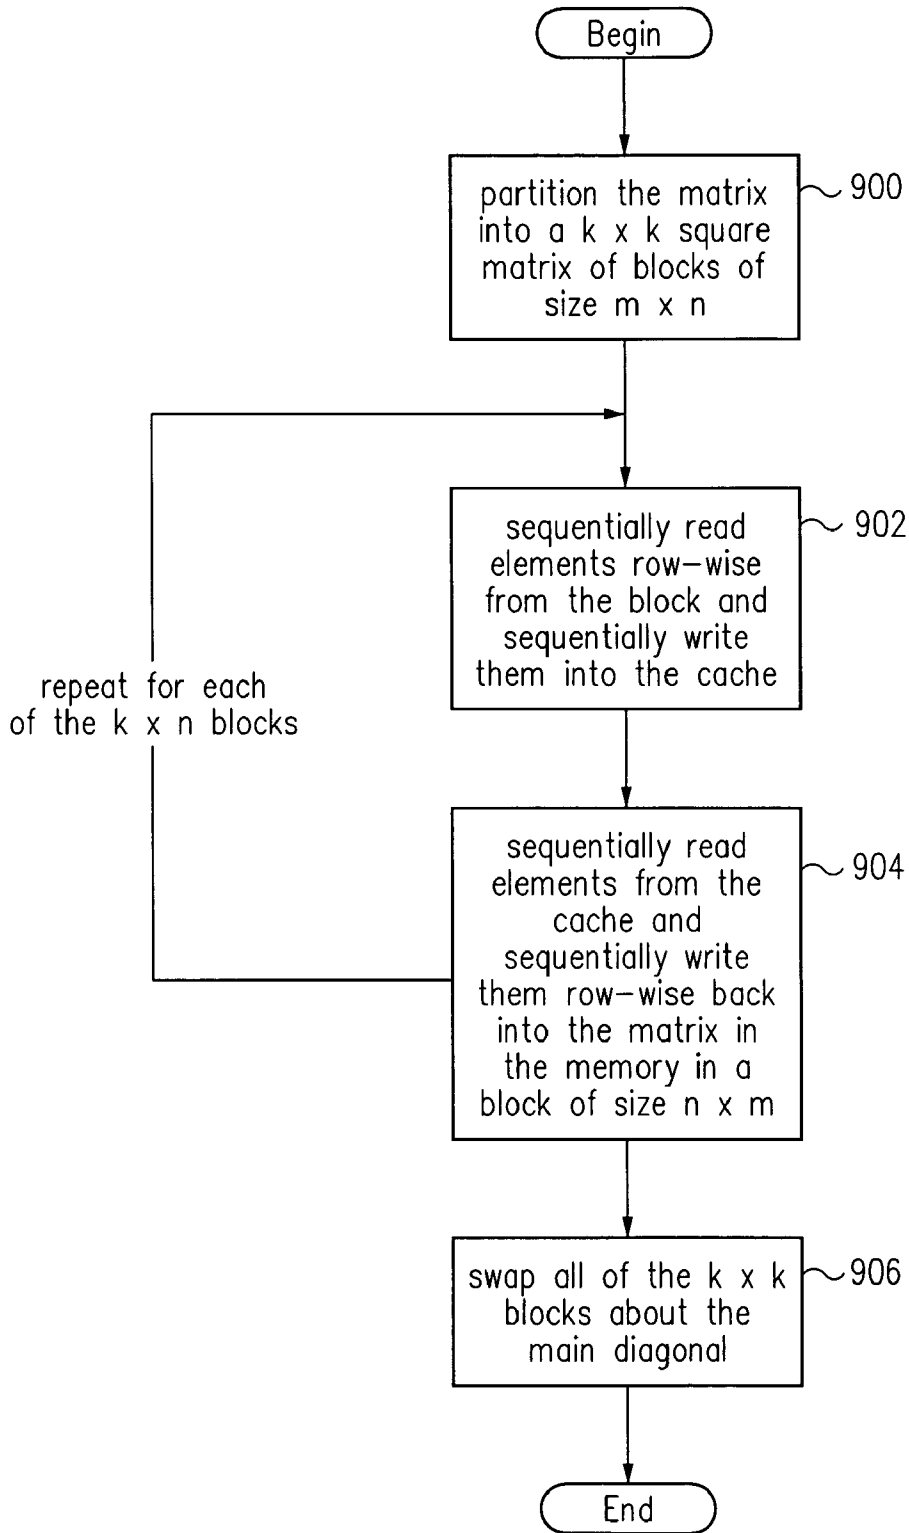 Begin
partition the matrix
into a k x k square
matrix of blocks of
size m x n
900
sequentially read
elements row-wise
from the block and
sequentially write
them into the cache
902
repeat for each
of the k x n blocks
sequentially read
elements from the
cache and
sequentially write
them row-wise back
into the matrix in
the memory in a
block of size n x m
904
swap all of the k x k
blocks about the
main diagonal
906
End